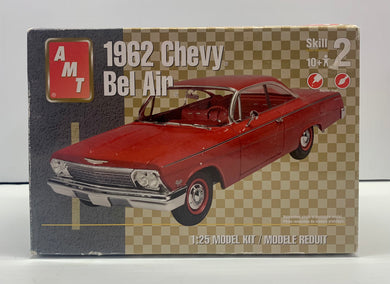 AMT
1962 Chevy
Bel Air
Skill
2
10+
1:25 MODEL KIT / MODELE REDUIT